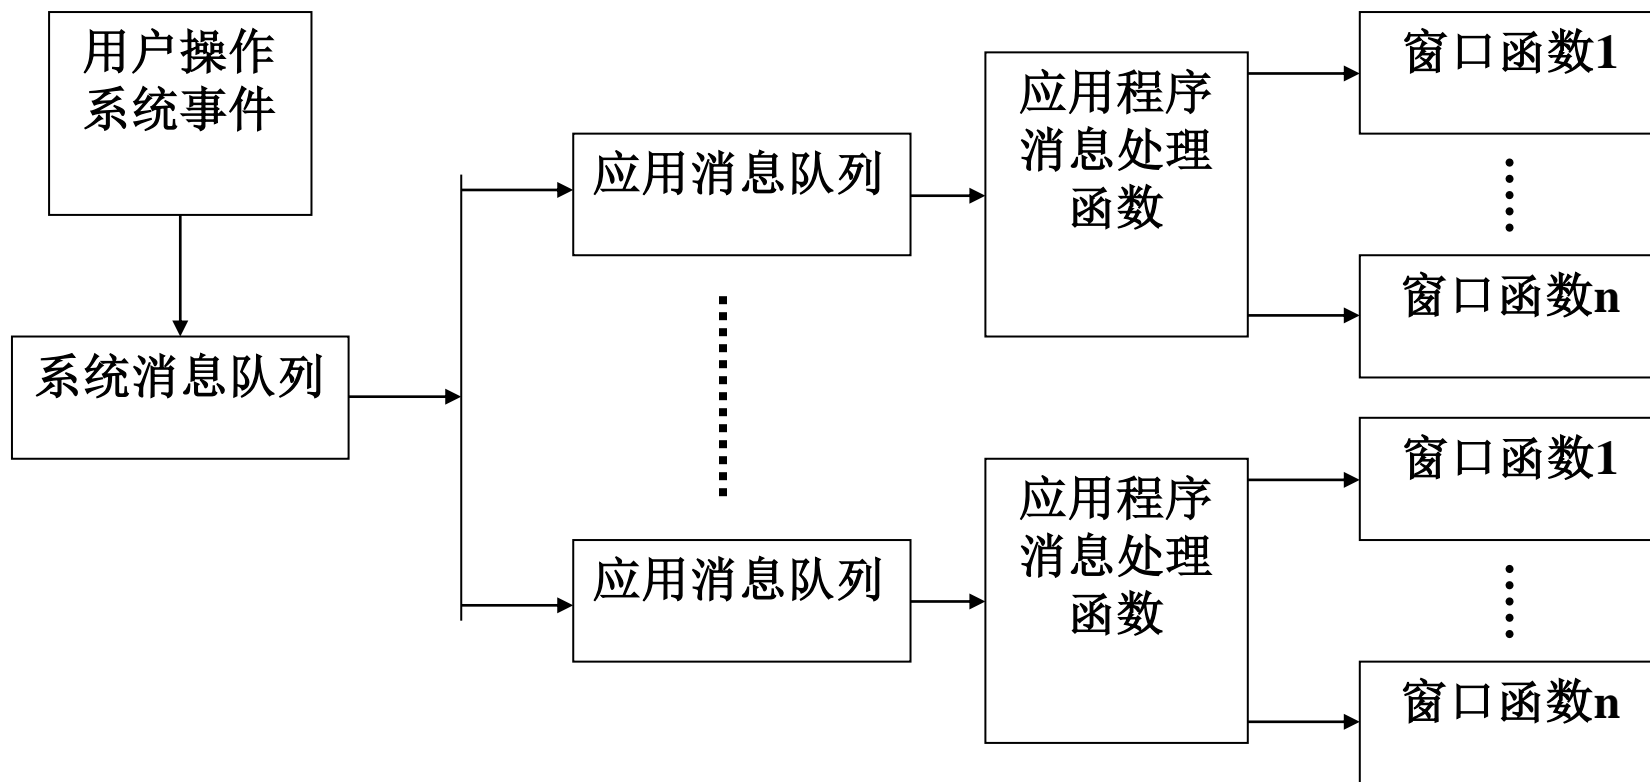 用户操作
系统事件
系统消息队列
应用消息队列
应用程序
消息处理
函数
窗口函数1
窗口函数n
应用消息队列
应用程序
消息处理
函数
窗口函数1
窗口函数n